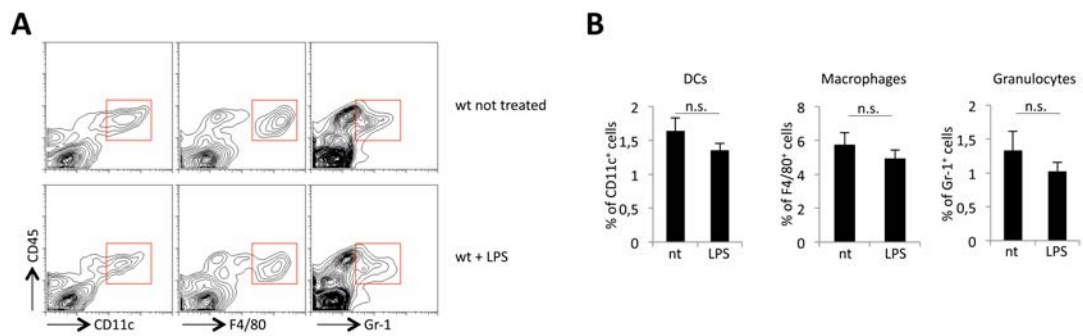 A
wt not treated
wt + LPS
CD45
CD11c
F4/80
Gr-1
B
DCs
n.s.
% of CD11c⁺ cells
2
1,5
1
0,5
0
nt LPS
Macrophages
n.s.
% of F4/80⁺ cells
8
6
4
2
0
nt LPS
Granulocytes
n.s.
% of Gr-1⁺ cells
2
1,5
1
0,5
0
nt LPS